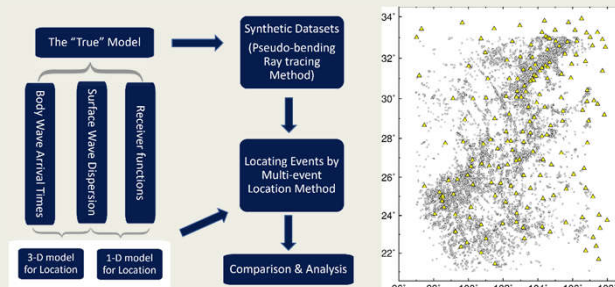 The "True" Model
Body Wave Arrival Times
Surface Wave Dispersion
Receiver functions
3-D model
for Location
1-D model
for Location
Synthetic Datasets
(Pseudo-bending
Ray tracing
Method)
Locating Events by
Multi-event
Location Method
Comparison & Analysis
34°
32°
30°
28°
26°
24°
22°